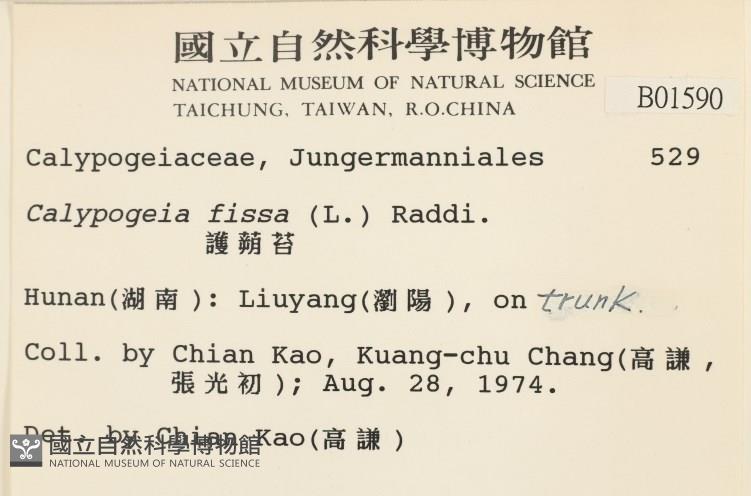 國立自然科學博物館
NATIONAL MUSEUM OF NATURAL SCIENCE
TAICHUNG, TAIWAN, R.O.CHINA
B01590
Calypogeiaceae, Jungermanniales 529
Calypogeia fissa (L.) Raddi.
護蒴苔
Hunan(湖南): Liuyang(瀏陽), on trunk.
Coll. by Chian Kao, Kuang-chu Chang(高謙,
張光初); Aug. 28, 1974.
Det. by Chian Kao(高謙)
國立自然科學博物館
NATIONAL MUSEUM OF NATURAL SCIENCE